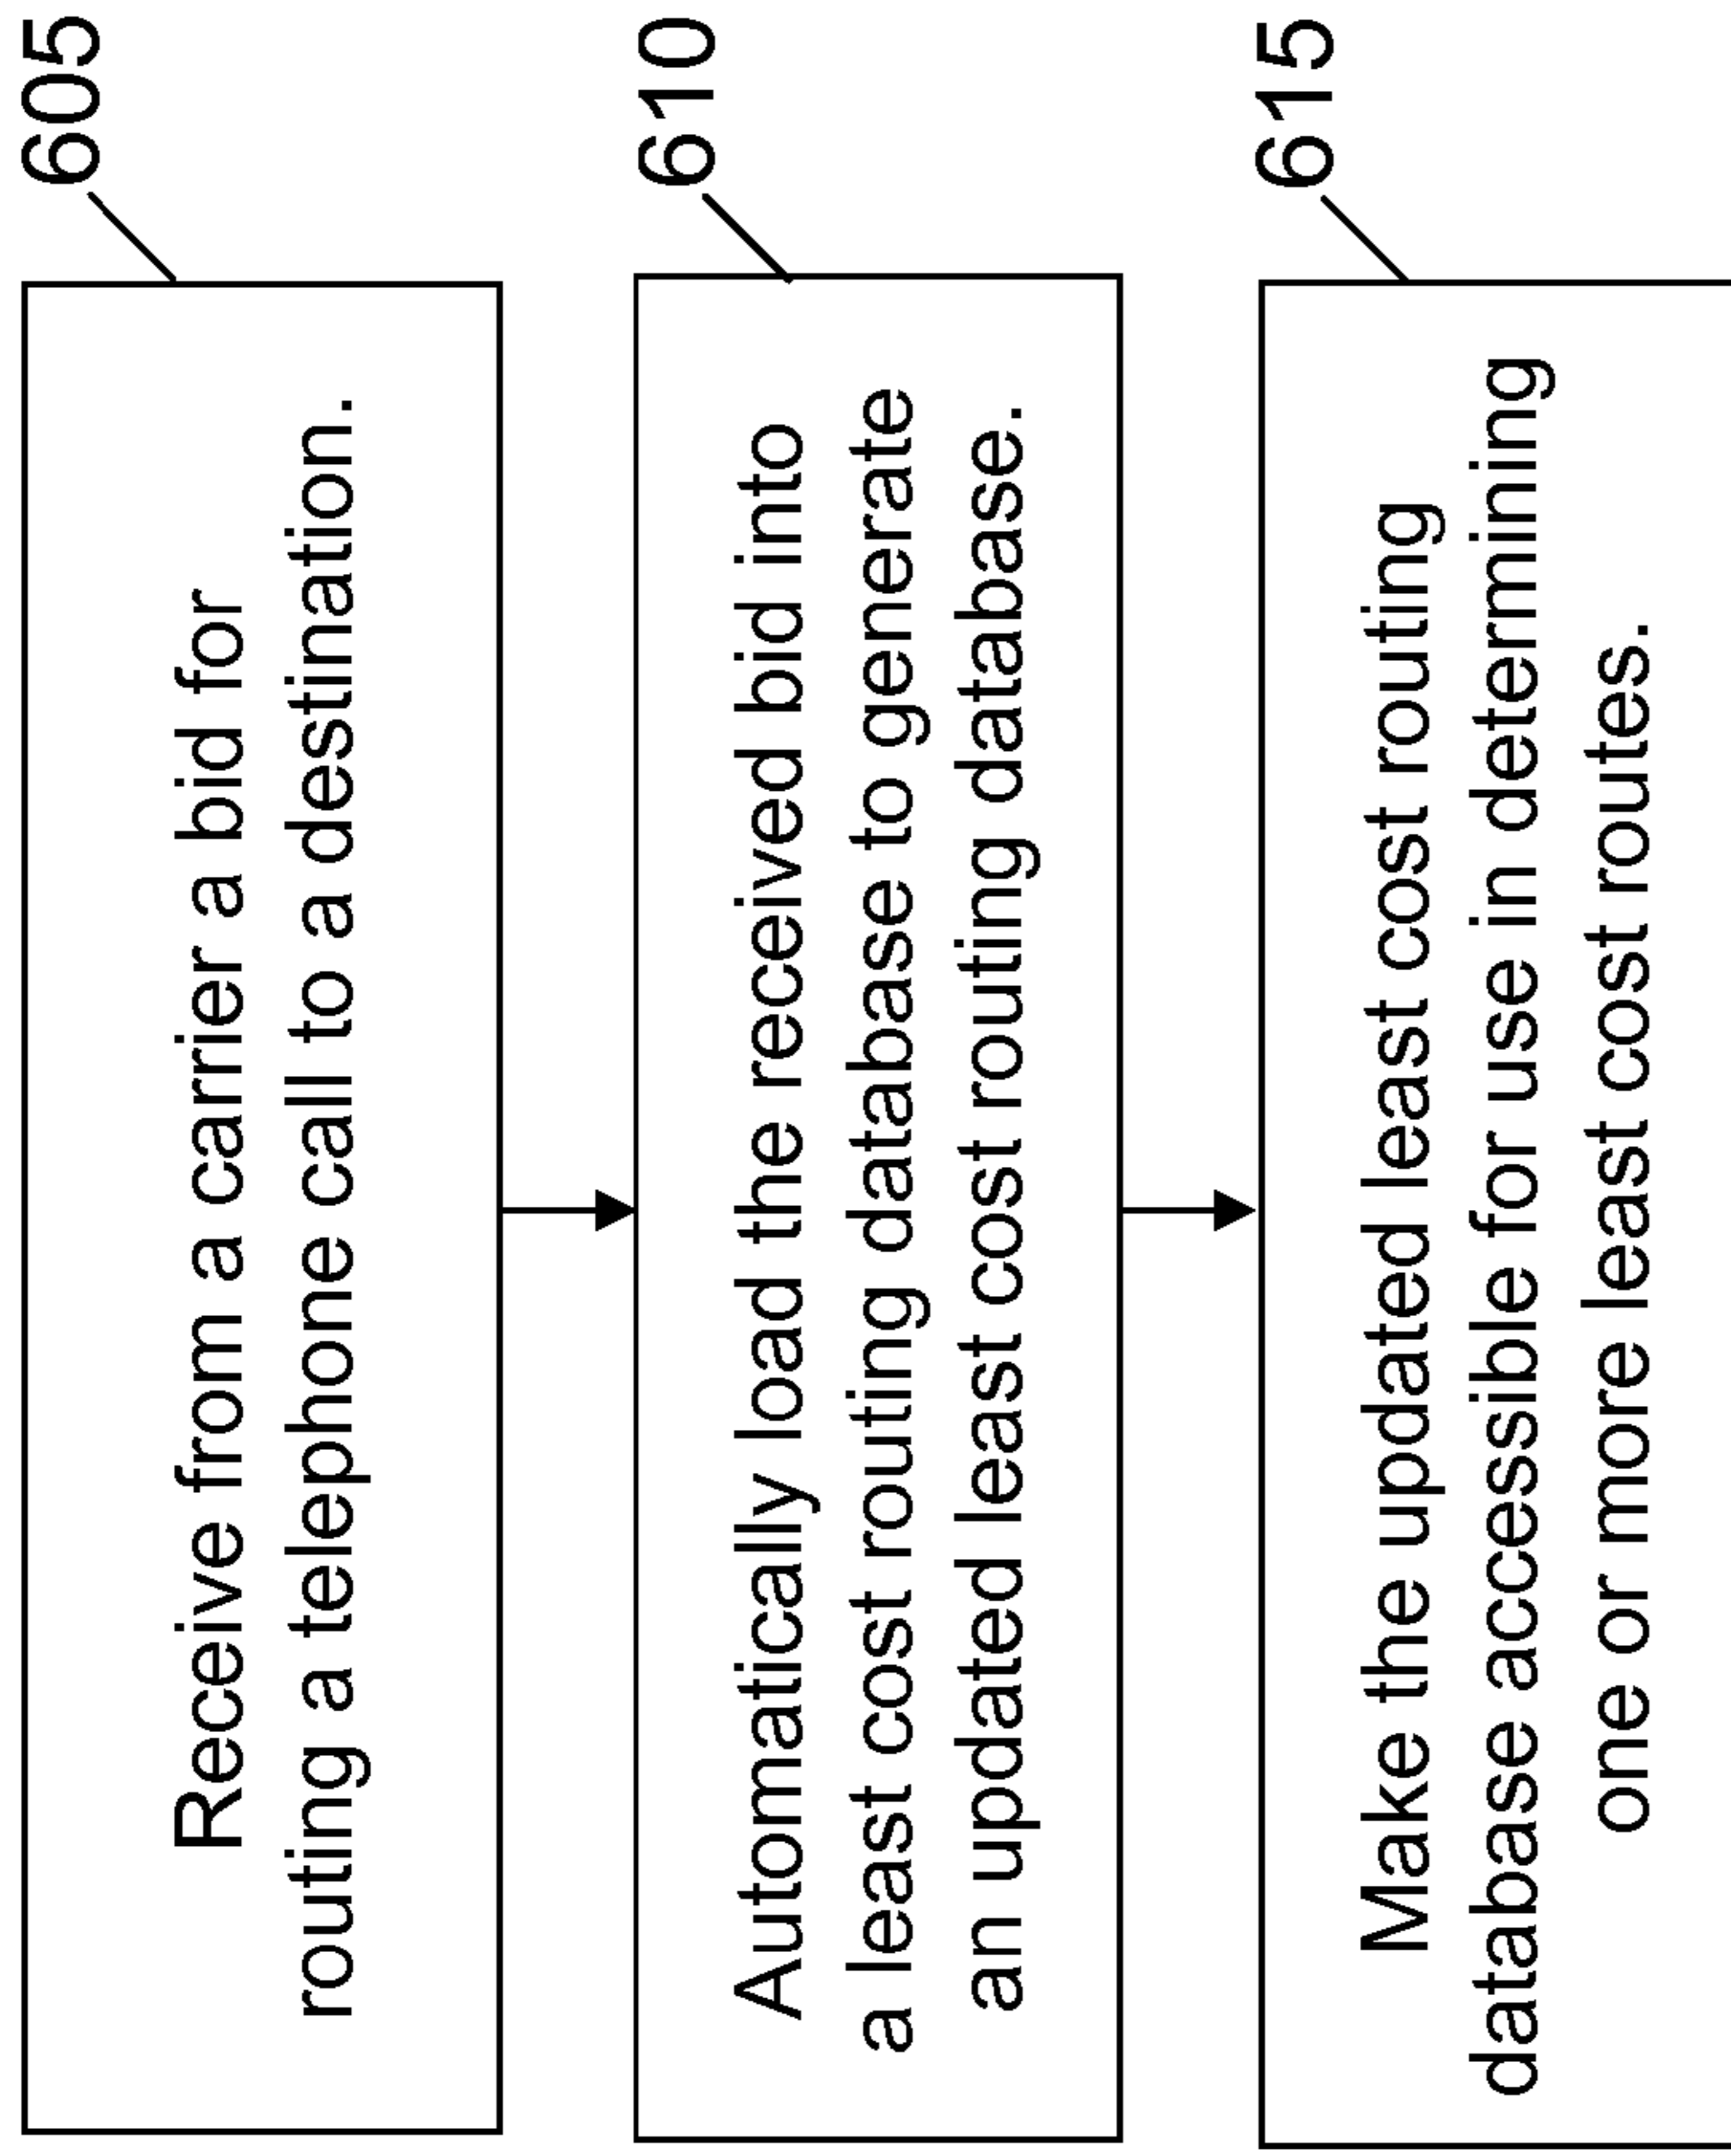 605
Receive from a carrier a bid for
routing a telephone call to a destination.
610
Automatically load the received bid into
a least cost routing database to generate
an updated least cost routing database.
615
Make the updated least cost routing
database accessible for use in determining
one or more least cost routes.